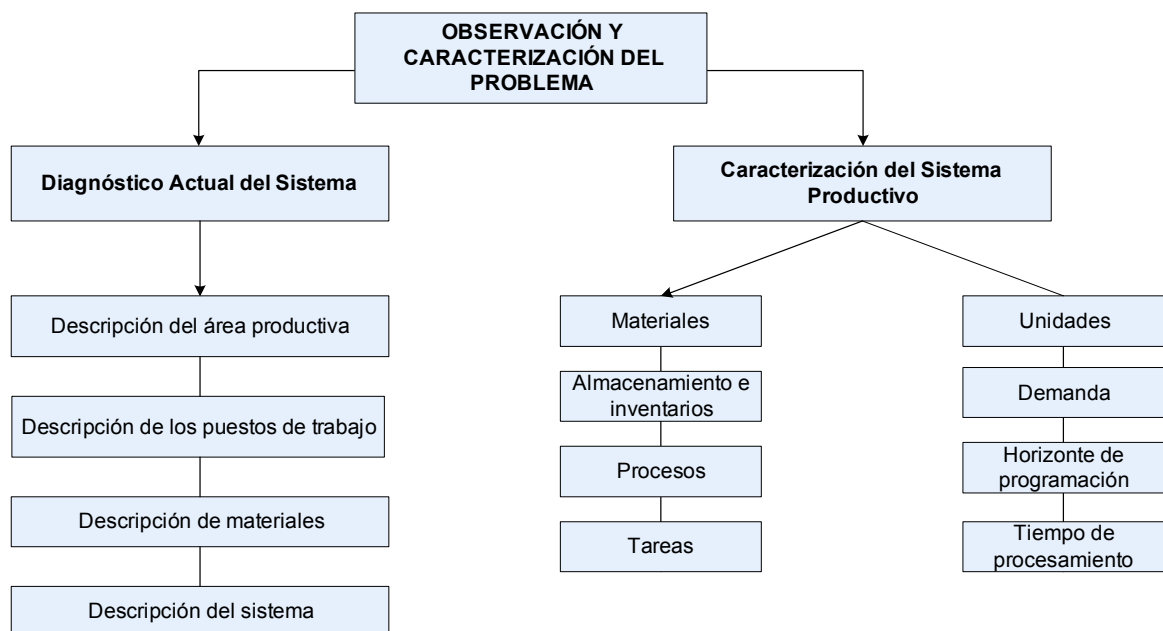 OBSERVACIÓN Y
CARACTERIZACIÓN DEL
PROBLEMA
Diagnóstico Actual del Sistema
Descripción del área productiva
Descripción de los puestos de trabajo
Descripción de materiales
Descripción del sistema
Caracterización del Sistema
Productivo
Materiales
Almacenamiento e
inventarios
Procesos
Tareas
Unidades
Demanda
Horizonte de
programación
Tiempo de
procesamiento